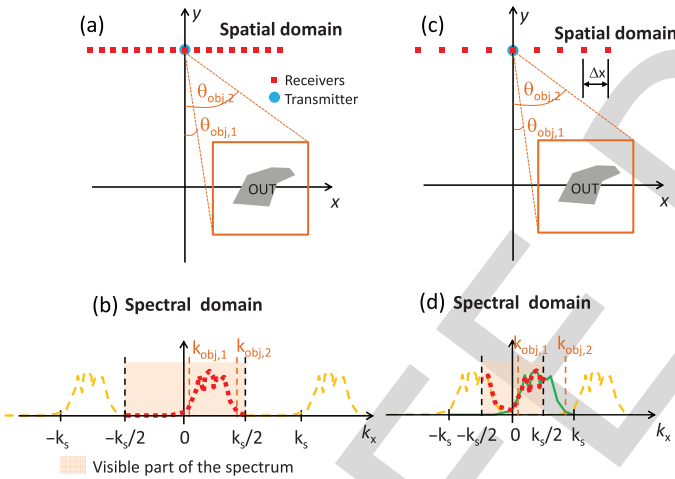 (a)
y
Spatial domain
Receivers
Transmitter
θobj,2
θobj,1
OUT
x
(c)
y
Spatial domain
Δx
θobj,2
θobj,1
OUT
x
(b)
Spectral domain
kobj,1
kobj,2
−ks
−ks/2
0
ks/2
ks
kx
Visible part of the spectrum
(d)
Spectral domain
kobj,1
kobj,2
−ks
−ks/2
0
ks/2
ks
kx